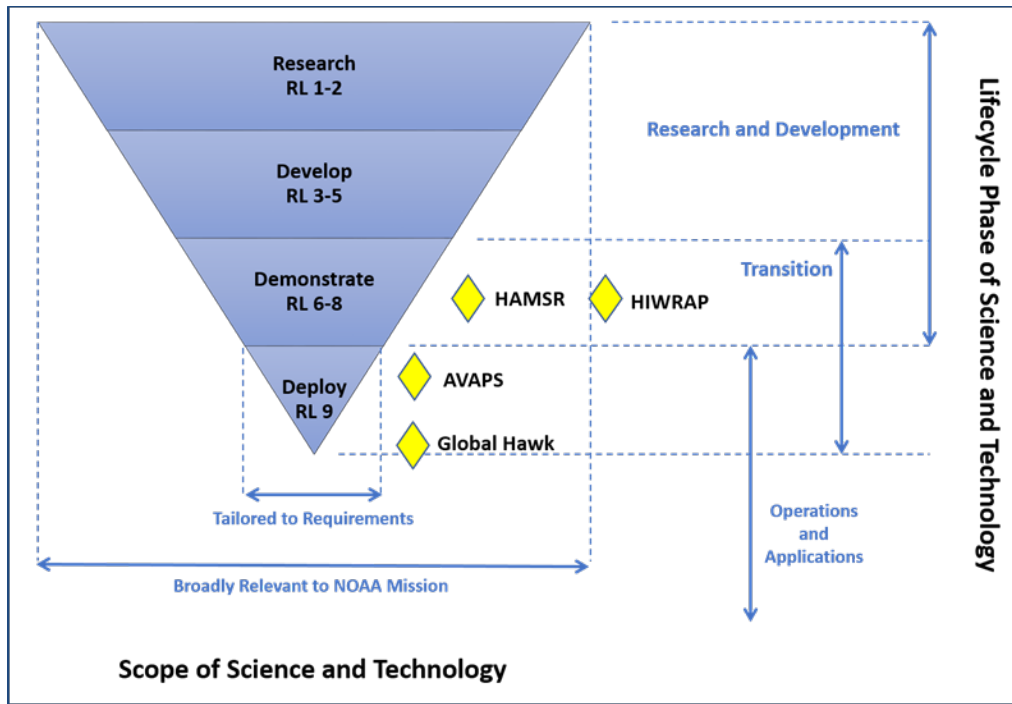 Research
RL 1-2
Develop
RL 3-5
Demonstrate
RL 6-8
Deploy
RL 9
HAMSR
HIWRAP
AVAPS
Global Hawk
Research and Development
Transition
Operations
and
Applications
Tailored to Requirements
Broadly Relevant to NOAA Mission
Scope of Science and Technology
Lifecycle Phase of Science and Technology